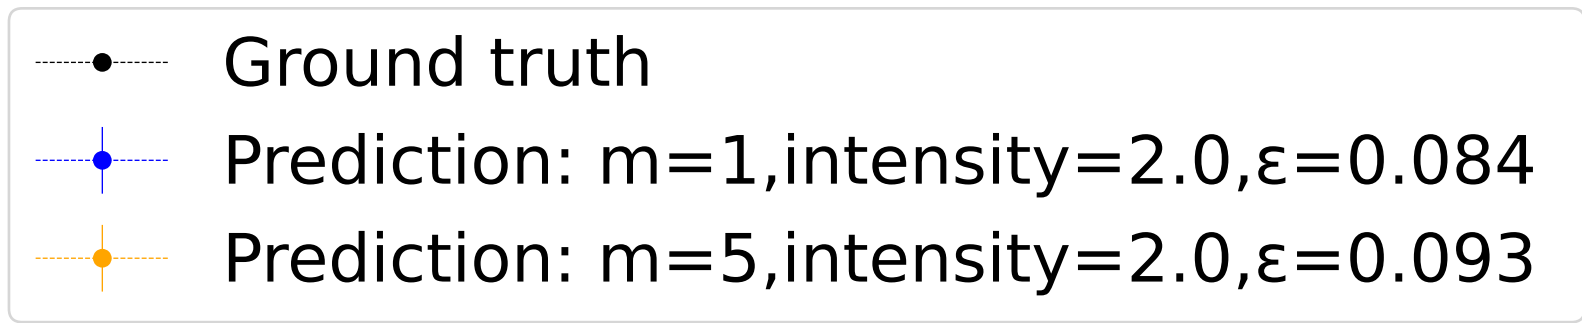 Ground truth
Prediction: m=1,intensity=2.0,ε=0.084
Prediction: m=5,intensity=2.0,ε=0.093